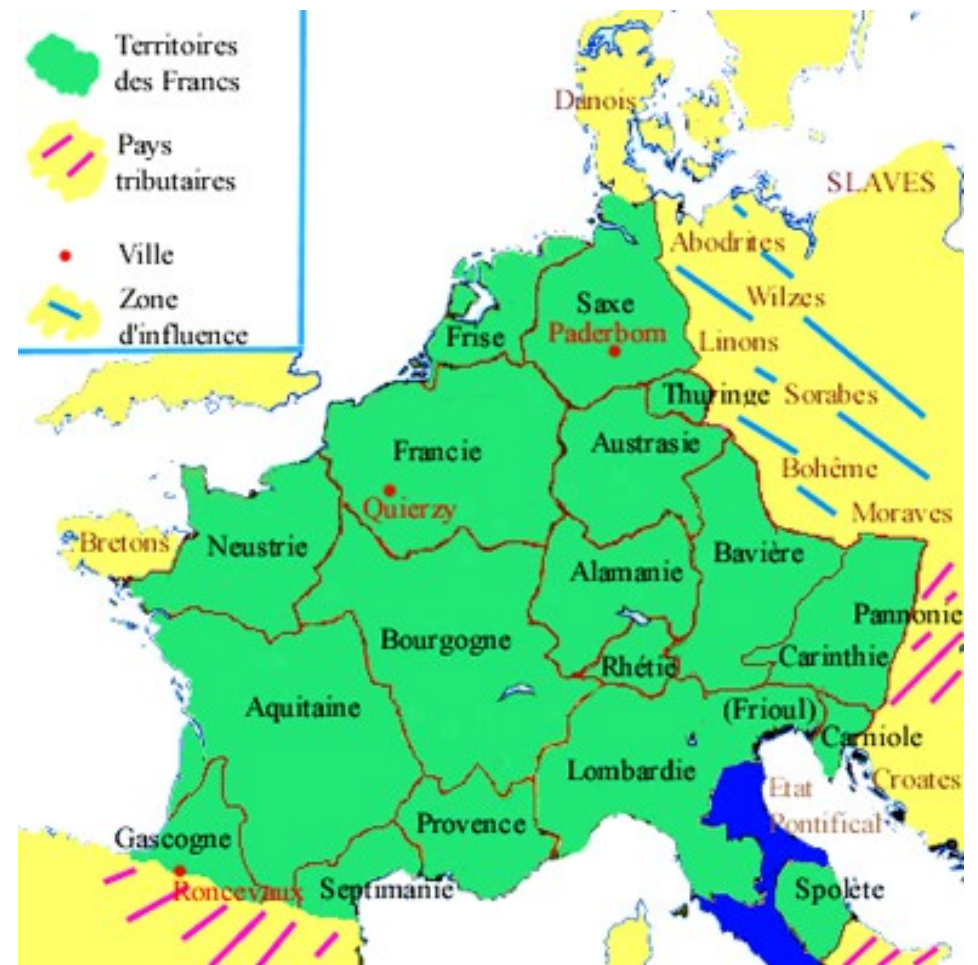 Territoires
des Francs
Pays
tributaires
Ville
Zone
d'influence
Danois
SLAVES
Abodrites
Wilzes
Saxe
Paderborn
Frise
Linons
Thuringe
Sorabes
Francie
Austrasie
Bohême
Quierzy
Moraves
Bretons
Neustrie
Bavière
Alamanie
Pannonie
Bourgogne
Rhétie
Carinthie
Aquitaine
(Frioul)
Carniole
Lombardie
Croates
Etat
Pontifical
Gascogne
Provence
Roncevaux
Septimanie
Spolète